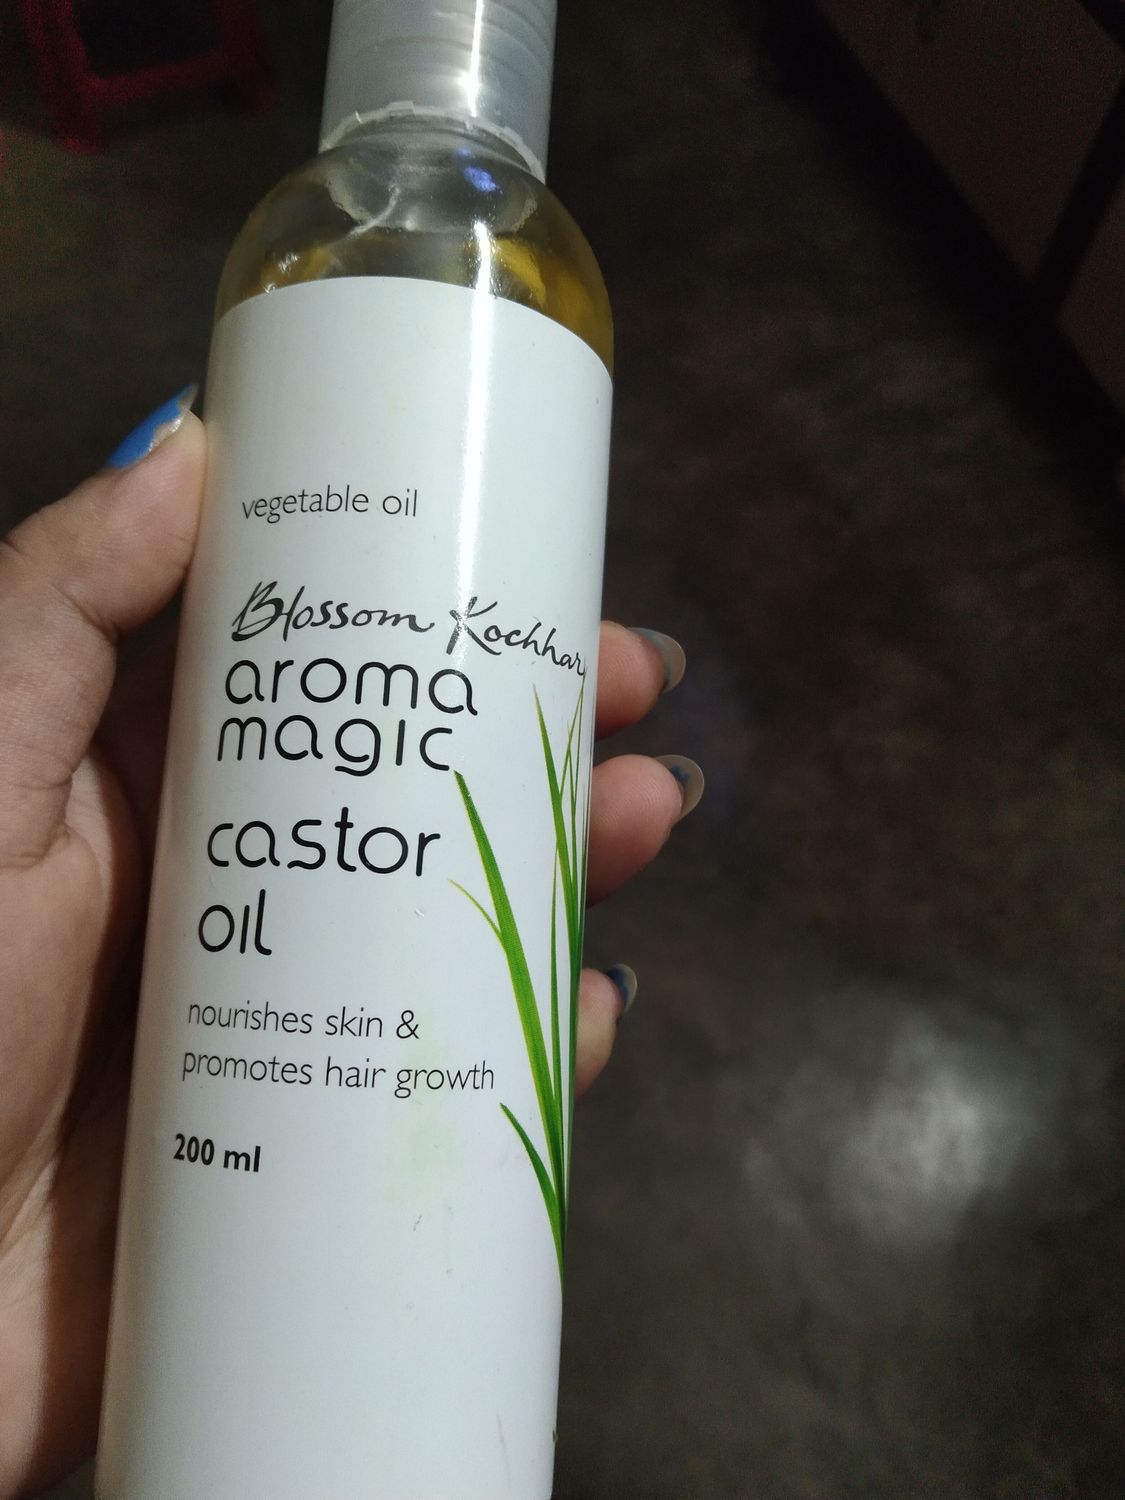 vegetable oil
Blossom Kochhar
aroma
magic
castor
oil
nourishes skin &
promotes hair growth
200 ml